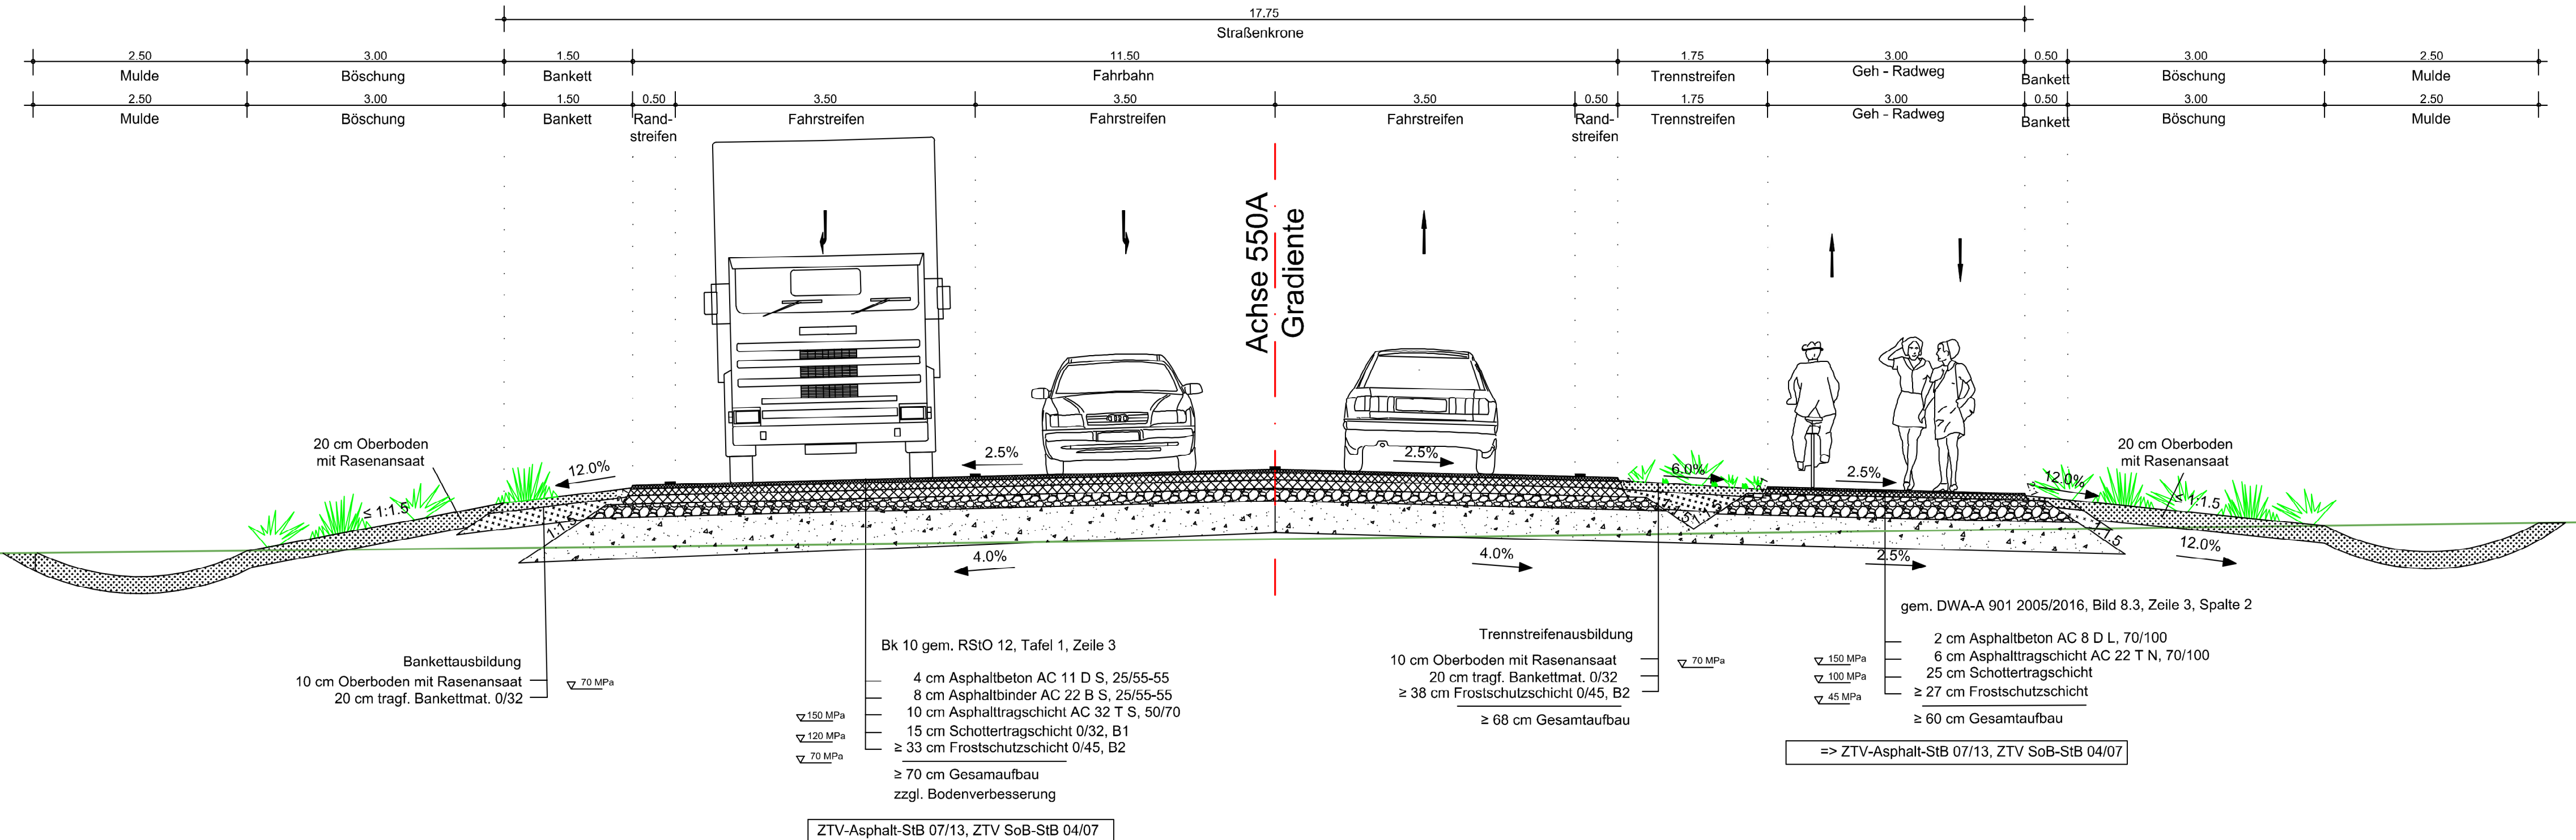 17.75
Straßenkrone
2.50 3.00 1.50 11.50 1.75 3.00 0.50 3.00 2.50
Mulde Böschung Bankett Fahrbahn Trennstreifen Geh - Radweg Bankett Böschung Mulde
2.50 3.00 1.50 0.50 3.50 3.50 3.50 0.50 1.75 3.00 0.50 3.00 2.50
Mulde Böschung Bankett Rand- Fahrstreifen Fahrstreifen Fahrstreifen Rand- Trennstreifen Geh - Radweg Bankett Böschung Mulde
streifen streifen
Achse 550A
Gradiente
20 cm Oberboden
mit Rasenansaat
≤ 1:1.5
12.0%
1:1.5
2.5%
2.5%
6.0%
2.5%
12.0%
20 cm Oberboden
mit Rasenansaat
≤ 1:1.5
1:1.5
4.0%
4.0%
2.5%
12.0%
Bankettausbildung
10 cm Oberboden mit Rasenansaat
20 cm tragf. Bankettmat. 0/32
70 MPa
Bk 10 gem. RStO 12, Tafel 1, Zeile 3
4 cm Asphaltbeton AC 11 D S, 25/55-55
8 cm Asphaltbinder AC 22 B S, 25/55-55
10 cm Asphalttragschicht AC 32 T S, 50/70
150 MPa
15 cm Schottertragschicht 0/32, B1
120 MPa
≥ 33 cm Frostschutzschicht 0/45, B2
70 MPa
≥ 70 cm Gesamaufbau
zzgl. Bodenverbesserung
ZTV-Asphalt-StB 07/13, ZTV SoB-StB 04/07
Trennstreifenausbildung
10 cm Oberboden mit Rasenansaat
20 cm tragf. Bankettmat. 0/32
≥ 38 cm Frostschutzschicht 0/45, B2
≥ 68 cm Gesamtaufbau
70 MPa
gem. DWA-A 901 2005/2016, Bild 8.3, Zeile 3, Spalte 2
2 cm Asphaltbeton AC 8 D L, 70/100
6 cm Asphalttragschicht AC 22 T N, 70/100
150 MPa
25 cm Schottertragschicht
100 MPa
≥ 27 cm Frostschutzschicht
45 MPa
≥ 60 cm Gesamtaufbau
=> ZTV-Asphalt-StB 07/13, ZTV SoB-StB 04/07